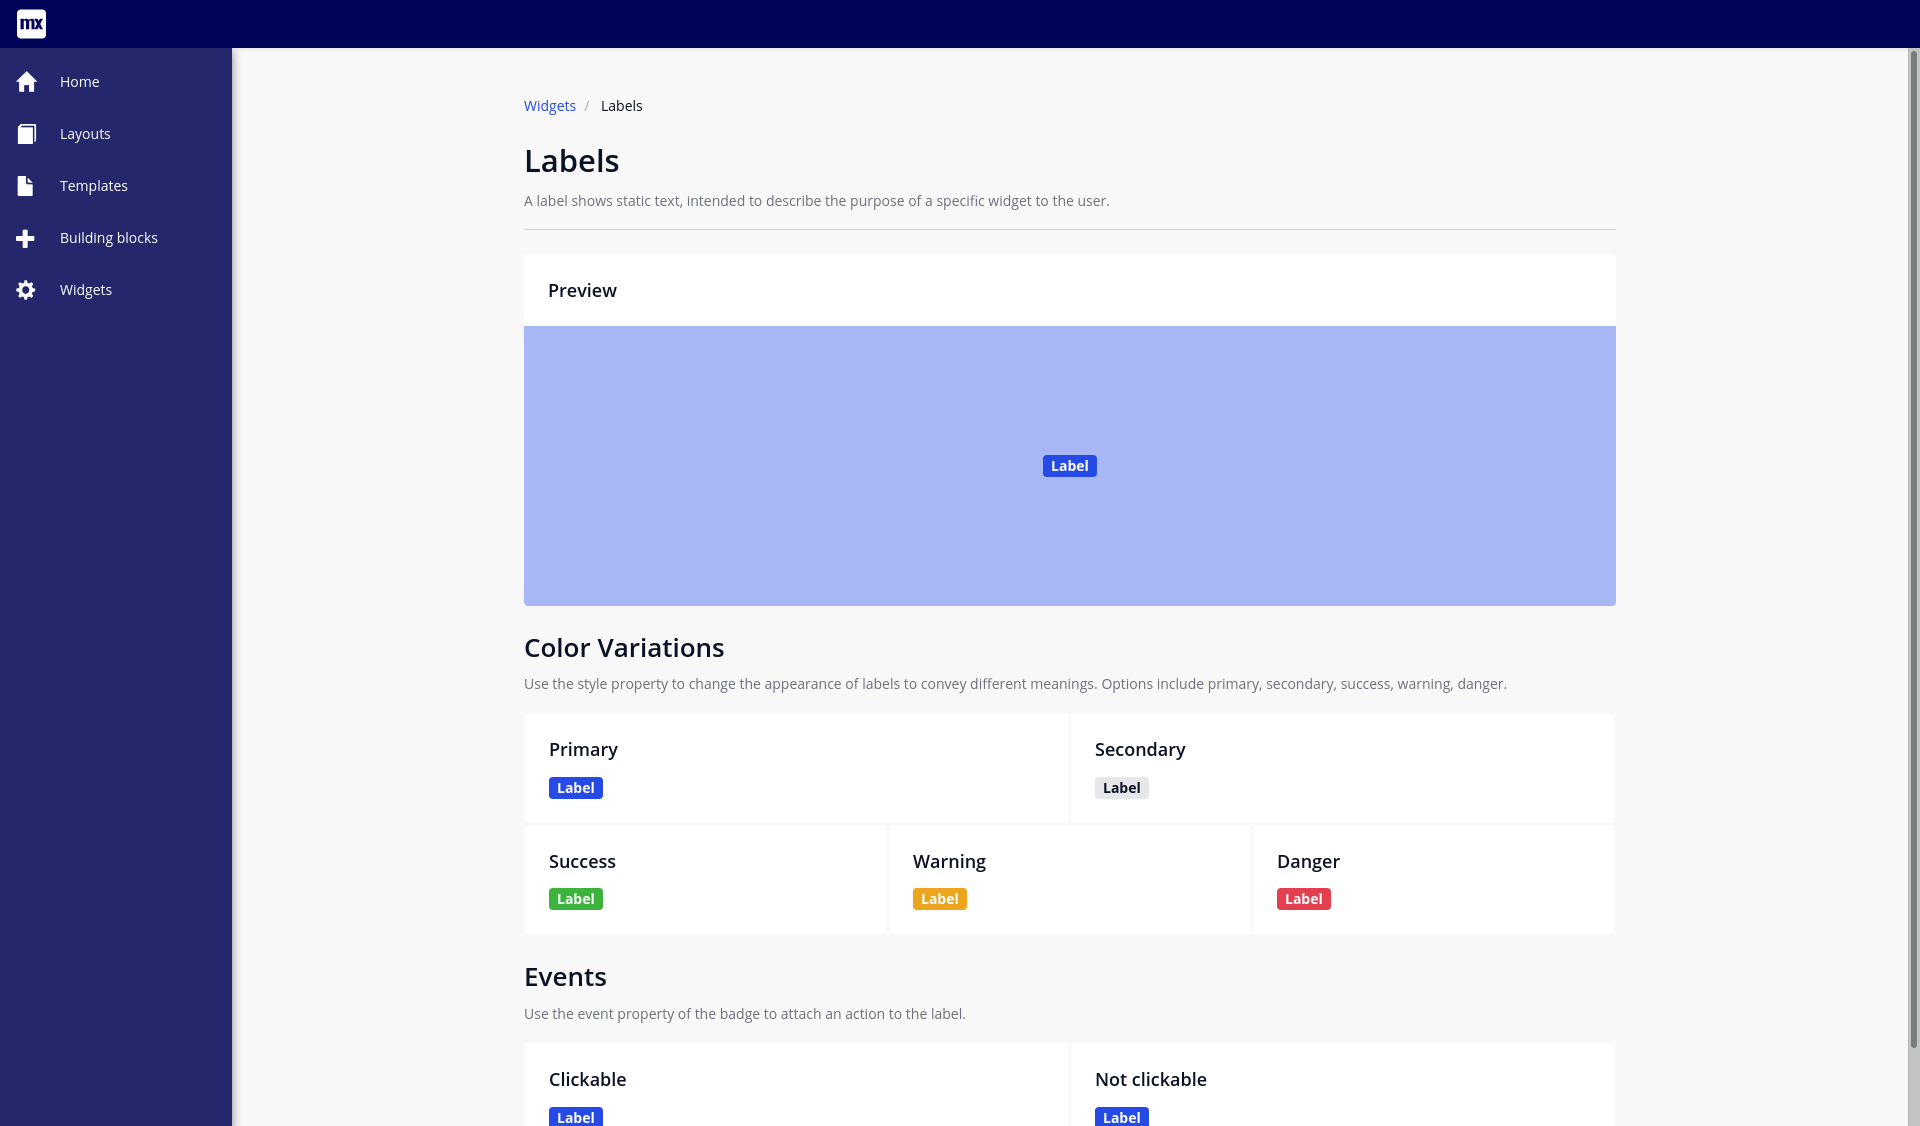 mx
Home
Layouts
Templates
Building blocks
Widgets
Widgets / Labels
Labels
A label shows static text, intended to describe the purpose of a specific widget to the user.
Preview
Label
Color Variations
Use the style property to change the appearance of labels to convey different meanings. Options include primary, secondary, success, warning, danger.
Primary
Label
Secondary
Label
Success
Label
Warning
Label
Danger
Label
Events
Use the event property of the badge to attach an action to the label.
Clickable
Label
Not clickable
Label